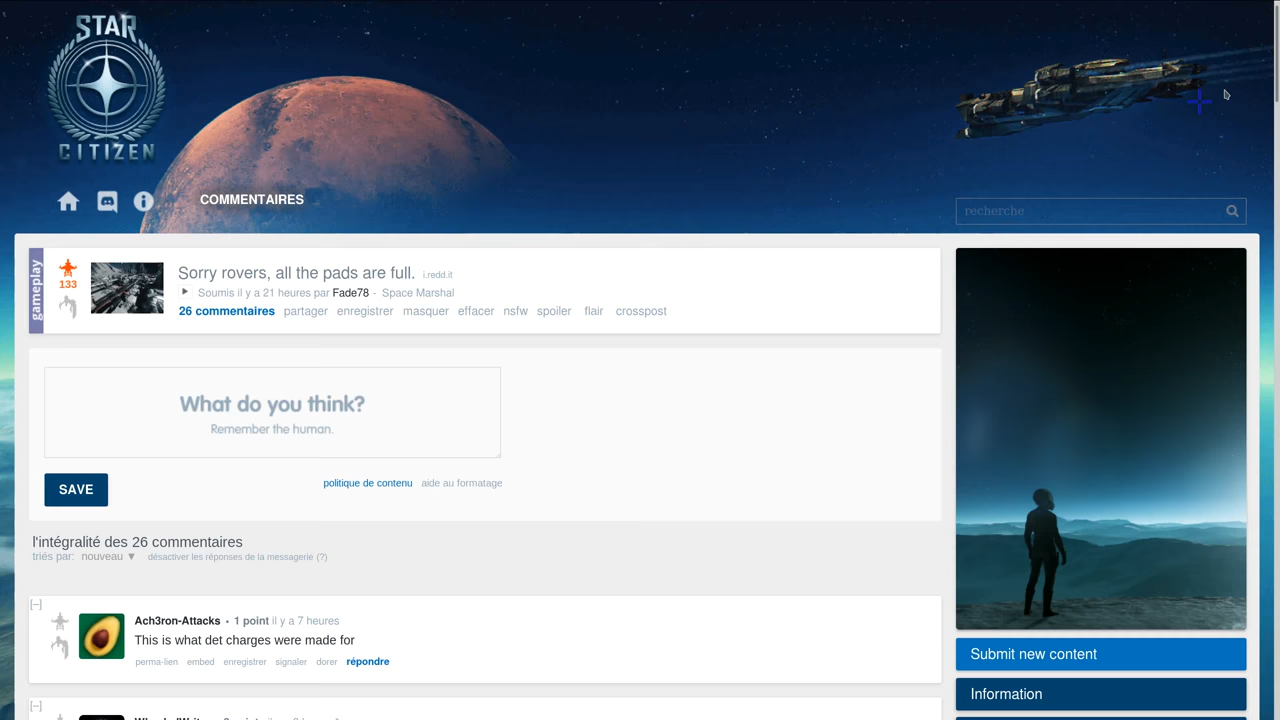 STAR
CITIZEN
COMMENTAIRES
recherche
gameplay
133
Sorry rovers, all the pads are full. i.redd.it
Soumis il y a 21 heures par Fade78 - Space Marshal
26 commentaires partager enregistrer masquer effacer nsfw spoiler flair crosspost
What do you think?
Remember the human.
SAVE
politique de contenu aide au formatage
l'intégralité des 26 commentaires
triés par: nouveau ▼ désactiver les réponses de la messagerie (?)
[–]
Ach3ron-Attacks • 1 point il y a 7 heures
This is what det charges were made for
perma-lien embed enregistrer signaler dorer répondre
[–]
Submit new content
Information